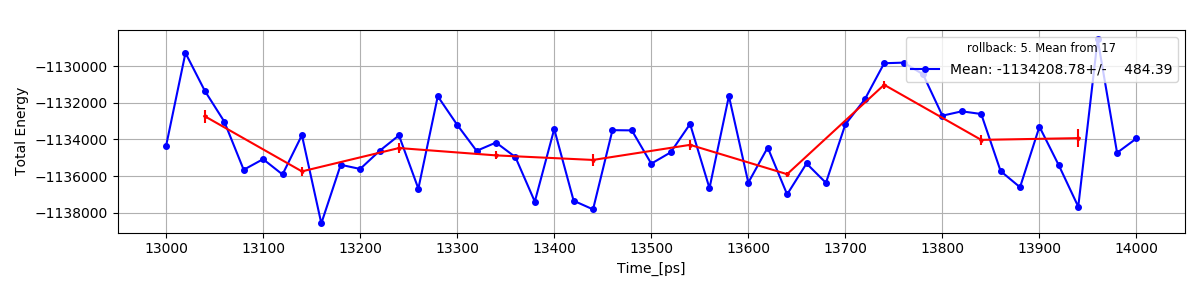 rollback: 5. Mean from 17
Mean: -1134208.78+/-    484.39
Total Energy
−1130000
−1132000
−1134000
−1136000
−1138000
13000 13100 13200 13300 13400 13500 13600 13700 13800 13900 14000
Time_[ps]